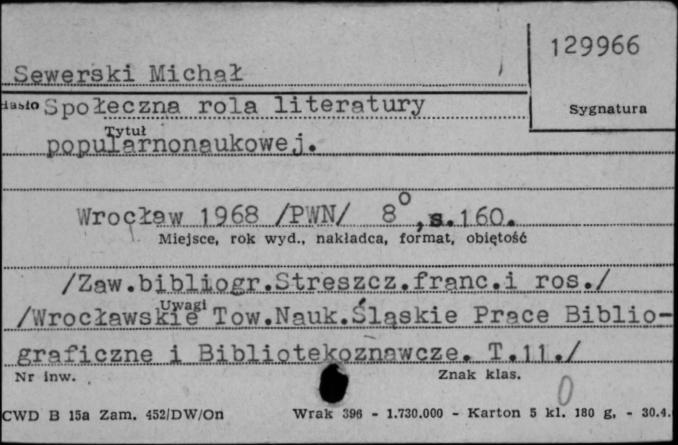 129966
Sewerski Michał
Hasło Społeczna rola literatury
Sygnatura
Tytuł
popularnonaukowej.
Wrocław 1968 /PWN/ 8°, s.160.
Miejsce, rok wyd., nakładca, format, objętość
/Zaw.bibliogr.Streszcz.franc.i ros./
Uwagi
/Wrocławskie Tow.Nauk.Śląskie Prace Biblio-
graficzne i Bibliotekoznawcze. T.11./
Nr inw.
Znak klas.
0
CWD B 15a Zam. 452/DW/On Wrak 396 - 1.730.000 - Karton 5 kl. 180 g. - 30.4.